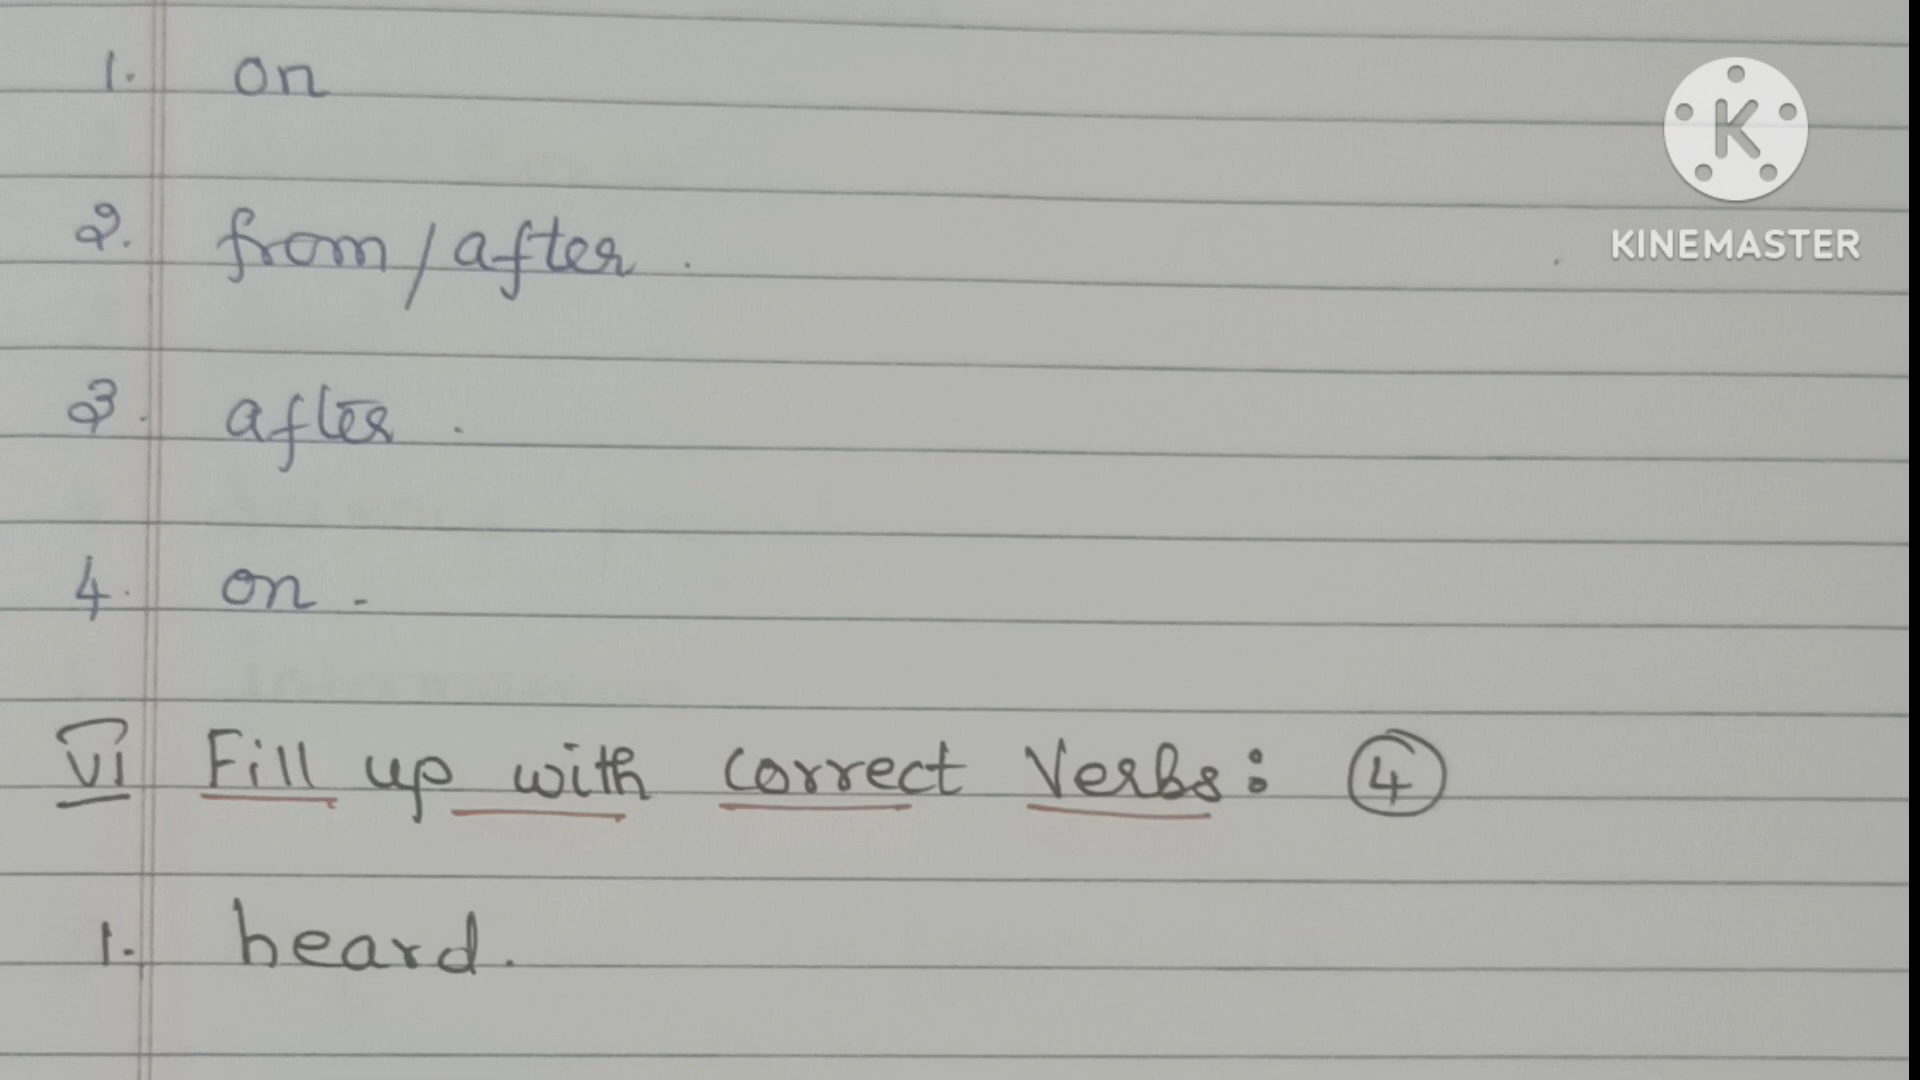 1. on
2. from/after.
3. after.
4. on.
VI Fill up with correct Verbs: 4
1. heard.
K
KINEMASTER